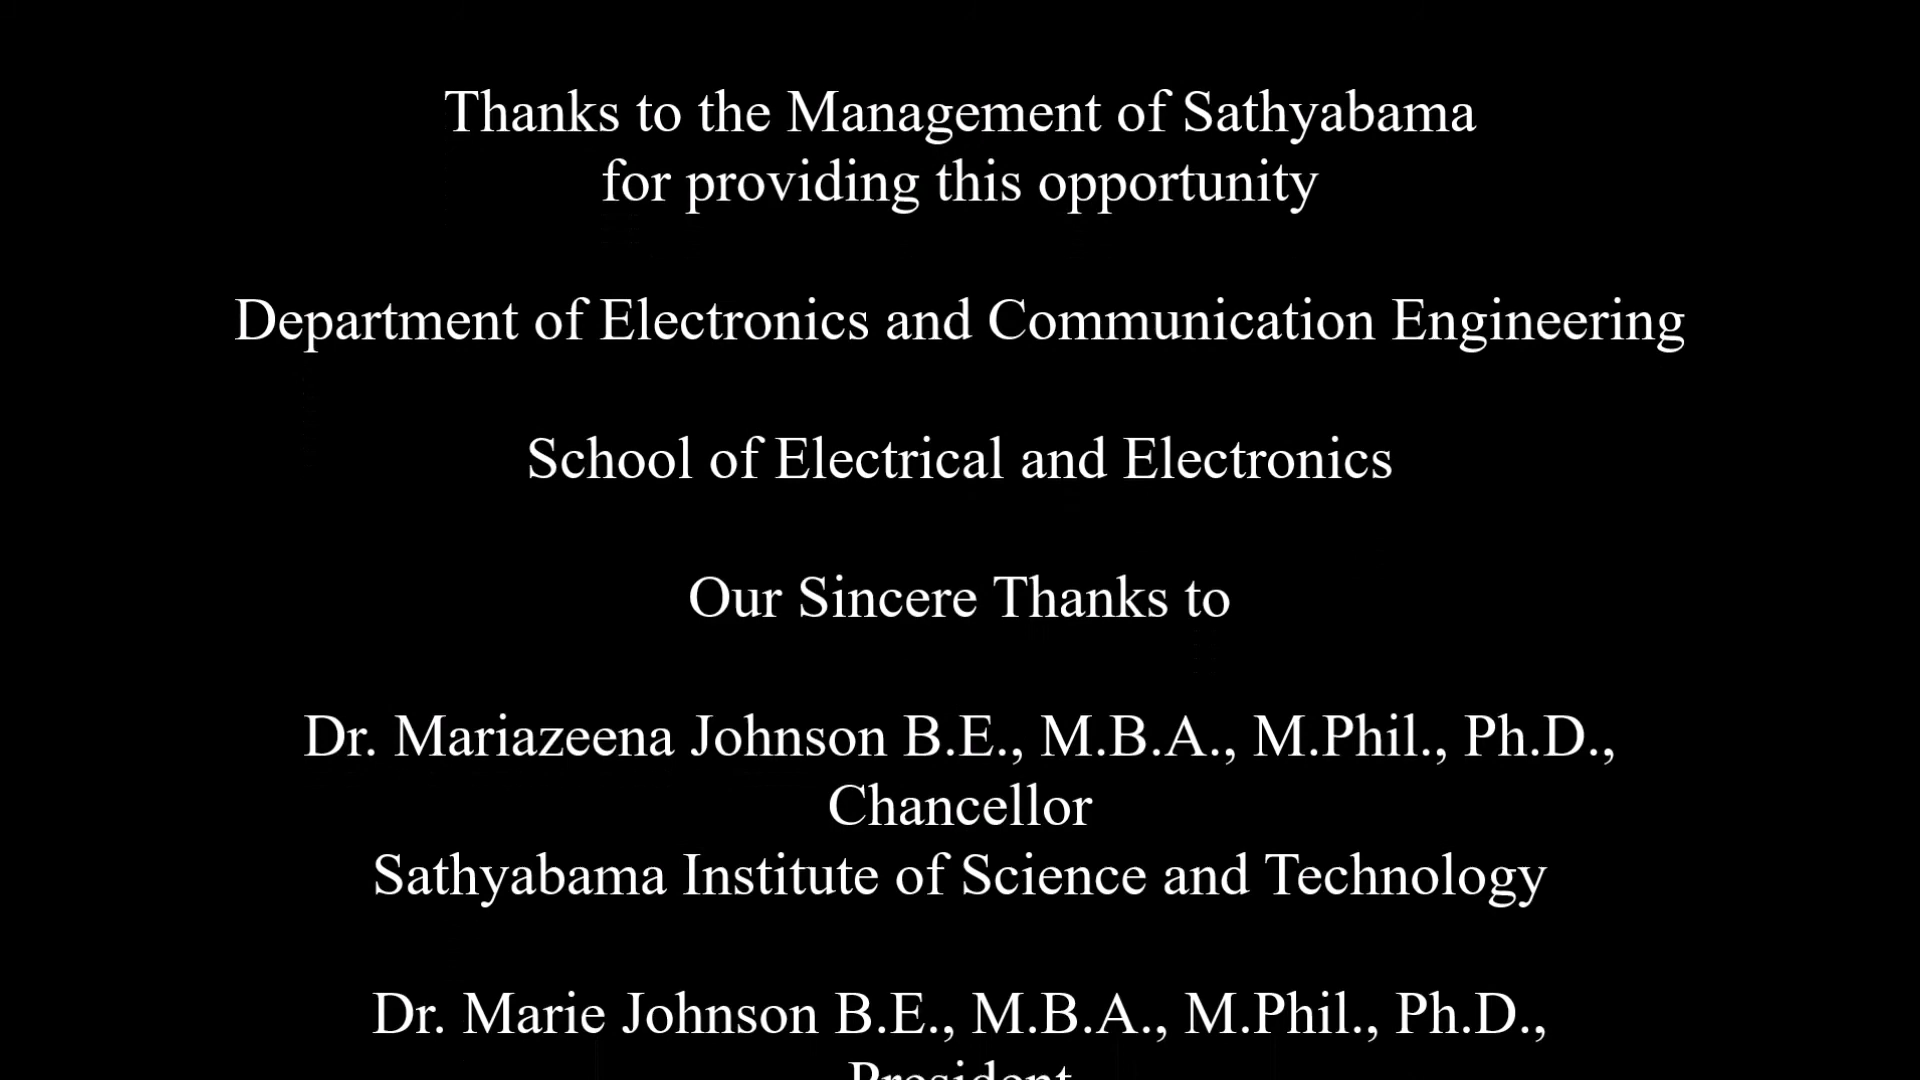 Thanks to the Management of Sathyabama
for providing this opportunity
Department of Electronics and Communication Engineering
School of Electrical and Electronics
Our Sincere Thanks to
Dr. Mariazeena Johnson B.E., M.B.A., M.Phil., Ph.D.,
Chancellor
Sathyabama Institute of Science and Technology
Dr. Marie Johnson B.E., M.B.A., M.Phil., Ph.D.,
President